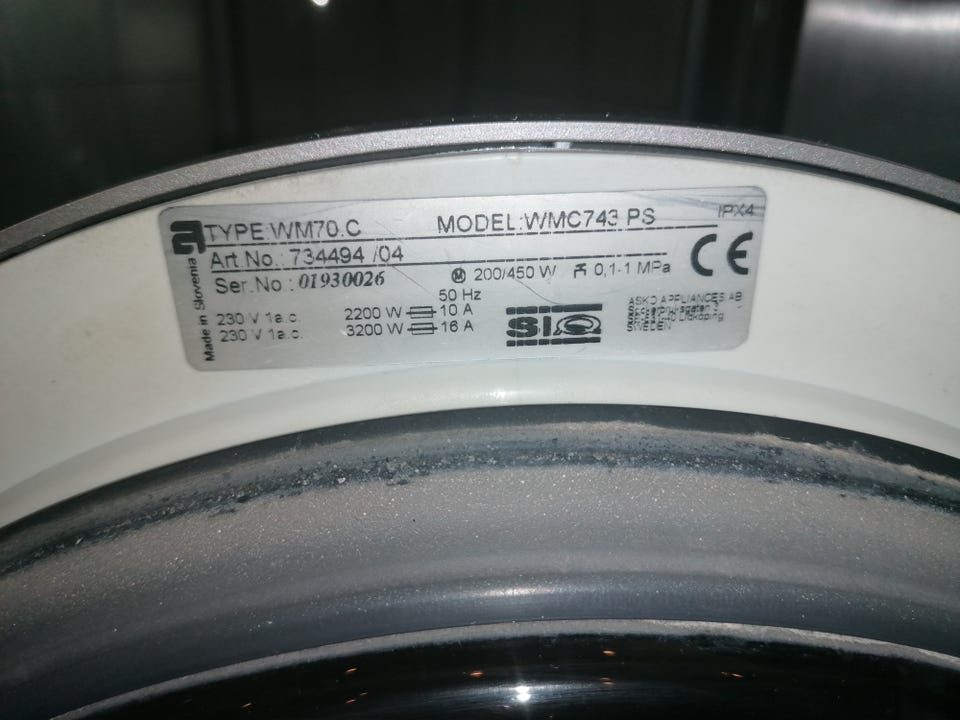 TYPE:WM70.C MODEL:WMC743 PS IPX4
Art No.: 734494 /04
Ser.No.: 01930026 200/450 W 0,1-1 MPa CE
50 Hz
230 V 1a.c. 2200 W 10 A
230 V 1a.c. 3200 W 16 A
SIQ
ASKO APPLIANCES AB
SWEDEN
Made in Slovenia